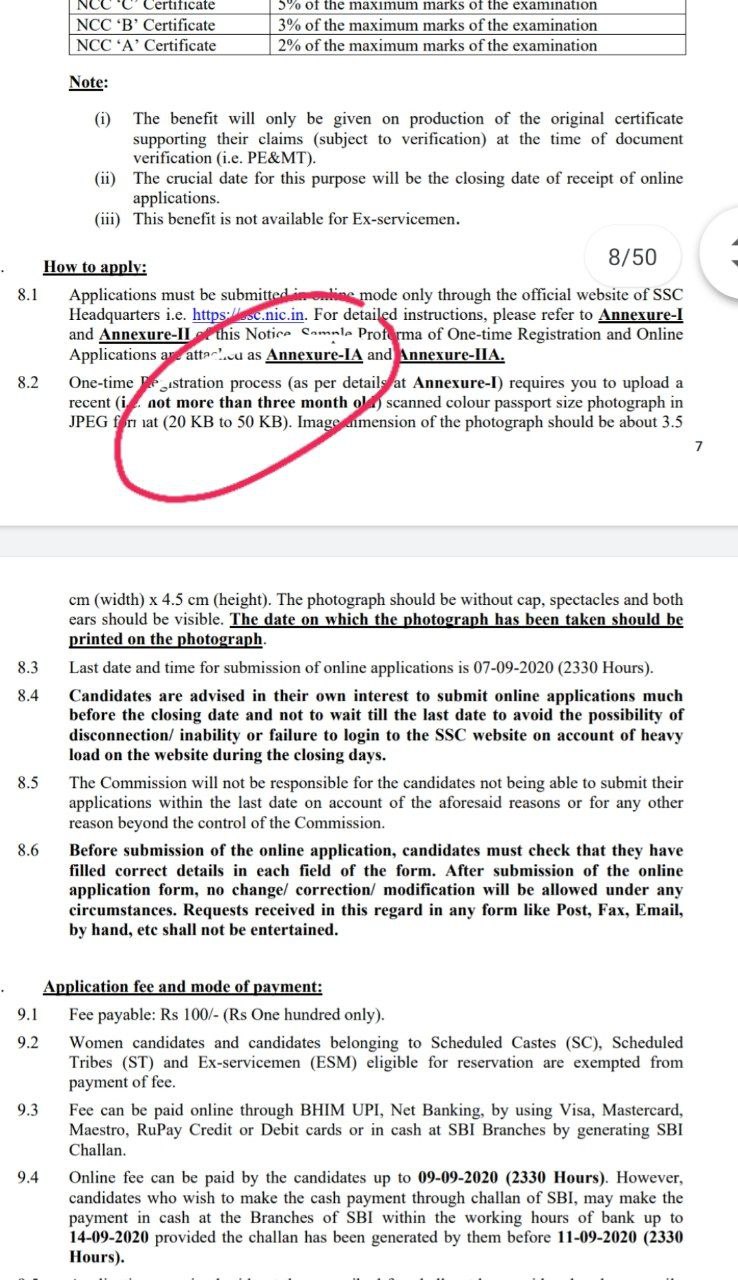 NCC ‘C’ Certificate 5% of the maximum marks of the examination
NCC ‘B’ Certificate 3% of the maximum marks of the examination
NCC ‘A’ Certificate 2% of the maximum marks of the examination
Note:
(i) The benefit will only be given on production of the original certificate
supporting their claims (subject to verification) at the time of document
verification (i.e. PE&MT).
(ii) The crucial date for this purpose will be the closing date of receipt of online
applications.
(iii) This benefit is not available for Ex-servicemen.
8/50
. How to apply:
8.1 Applications must be submitted in online mode only through the official website of SSC
Headquarters i.e. https://ssc.nic.in. For detailed instructions, please refer to Annexure-I
and Annexure-II of this Notice. Sample Proforma of One-time Registration and Online
Applications are attached as Annexure-IA and Annexure-IIA.
8.2 One-time Registration process (as per details at Annexure-I) requires you to upload a
recent (i.e. not more than three month old) scanned colour passport size photograph in
JPEG format (20 KB to 50 KB). Image dimension of the photograph should be about 3.5
7
cm (width) x 4.5 cm (height). The photograph should be without cap, spectacles and both
ears should be visible. The date on which the photograph has been taken should be
printed on the photograph.
8.3 Last date and time for submission of online applications is 07-09-2020 (2330 Hours).
8.4 Candidates are advised in their own interest to submit online applications much
before the closing date and not to wait till the last date to avoid the possibility of
disconnection/ inability or failure to login to the SSC website on account of heavy
load on the website during the closing days.
8.5 The Commission will not be responsible for the candidates not being able to submit their
applications within the last date on account of the aforesaid reasons or for any other
reason beyond the control of the Commission.
8.6 Before submission of the online application, candidates must check that they have
filled correct details in each field of the form. After submission of the online
application form, no change/ correction/ modification will be allowed under any
circumstances. Requests received in this regard in any form like Post, Fax, Email,
by hand, etc shall not be entertained.
. Application fee and mode of payment:
9.1 Fee payable: Rs 100/- (Rs One hundred only).
9.2 Women candidates and candidates belonging to Scheduled Castes (SC), Scheduled
Tribes (ST) and Ex-servicemen (ESM) eligible for reservation are exempted from
payment of fee.
9.3 Fee can be paid online through BHIM UPI, Net Banking, by using Visa, Mastercard,
Maestro, RuPay Credit or Debit cards or in cash at SBI Branches by generating SBI
Challan.
9.4 Online fee can be paid by the candidates up to 09-09-2020 (2330 Hours). However,
candidates who wish to make the cash payment through challan of SBI, may make the
payment in cash at the Branches of SBI within the working hours of bank up to
14-09-2020 provided the challan has been generated by them before 11-09-2020 (2330
Hours).